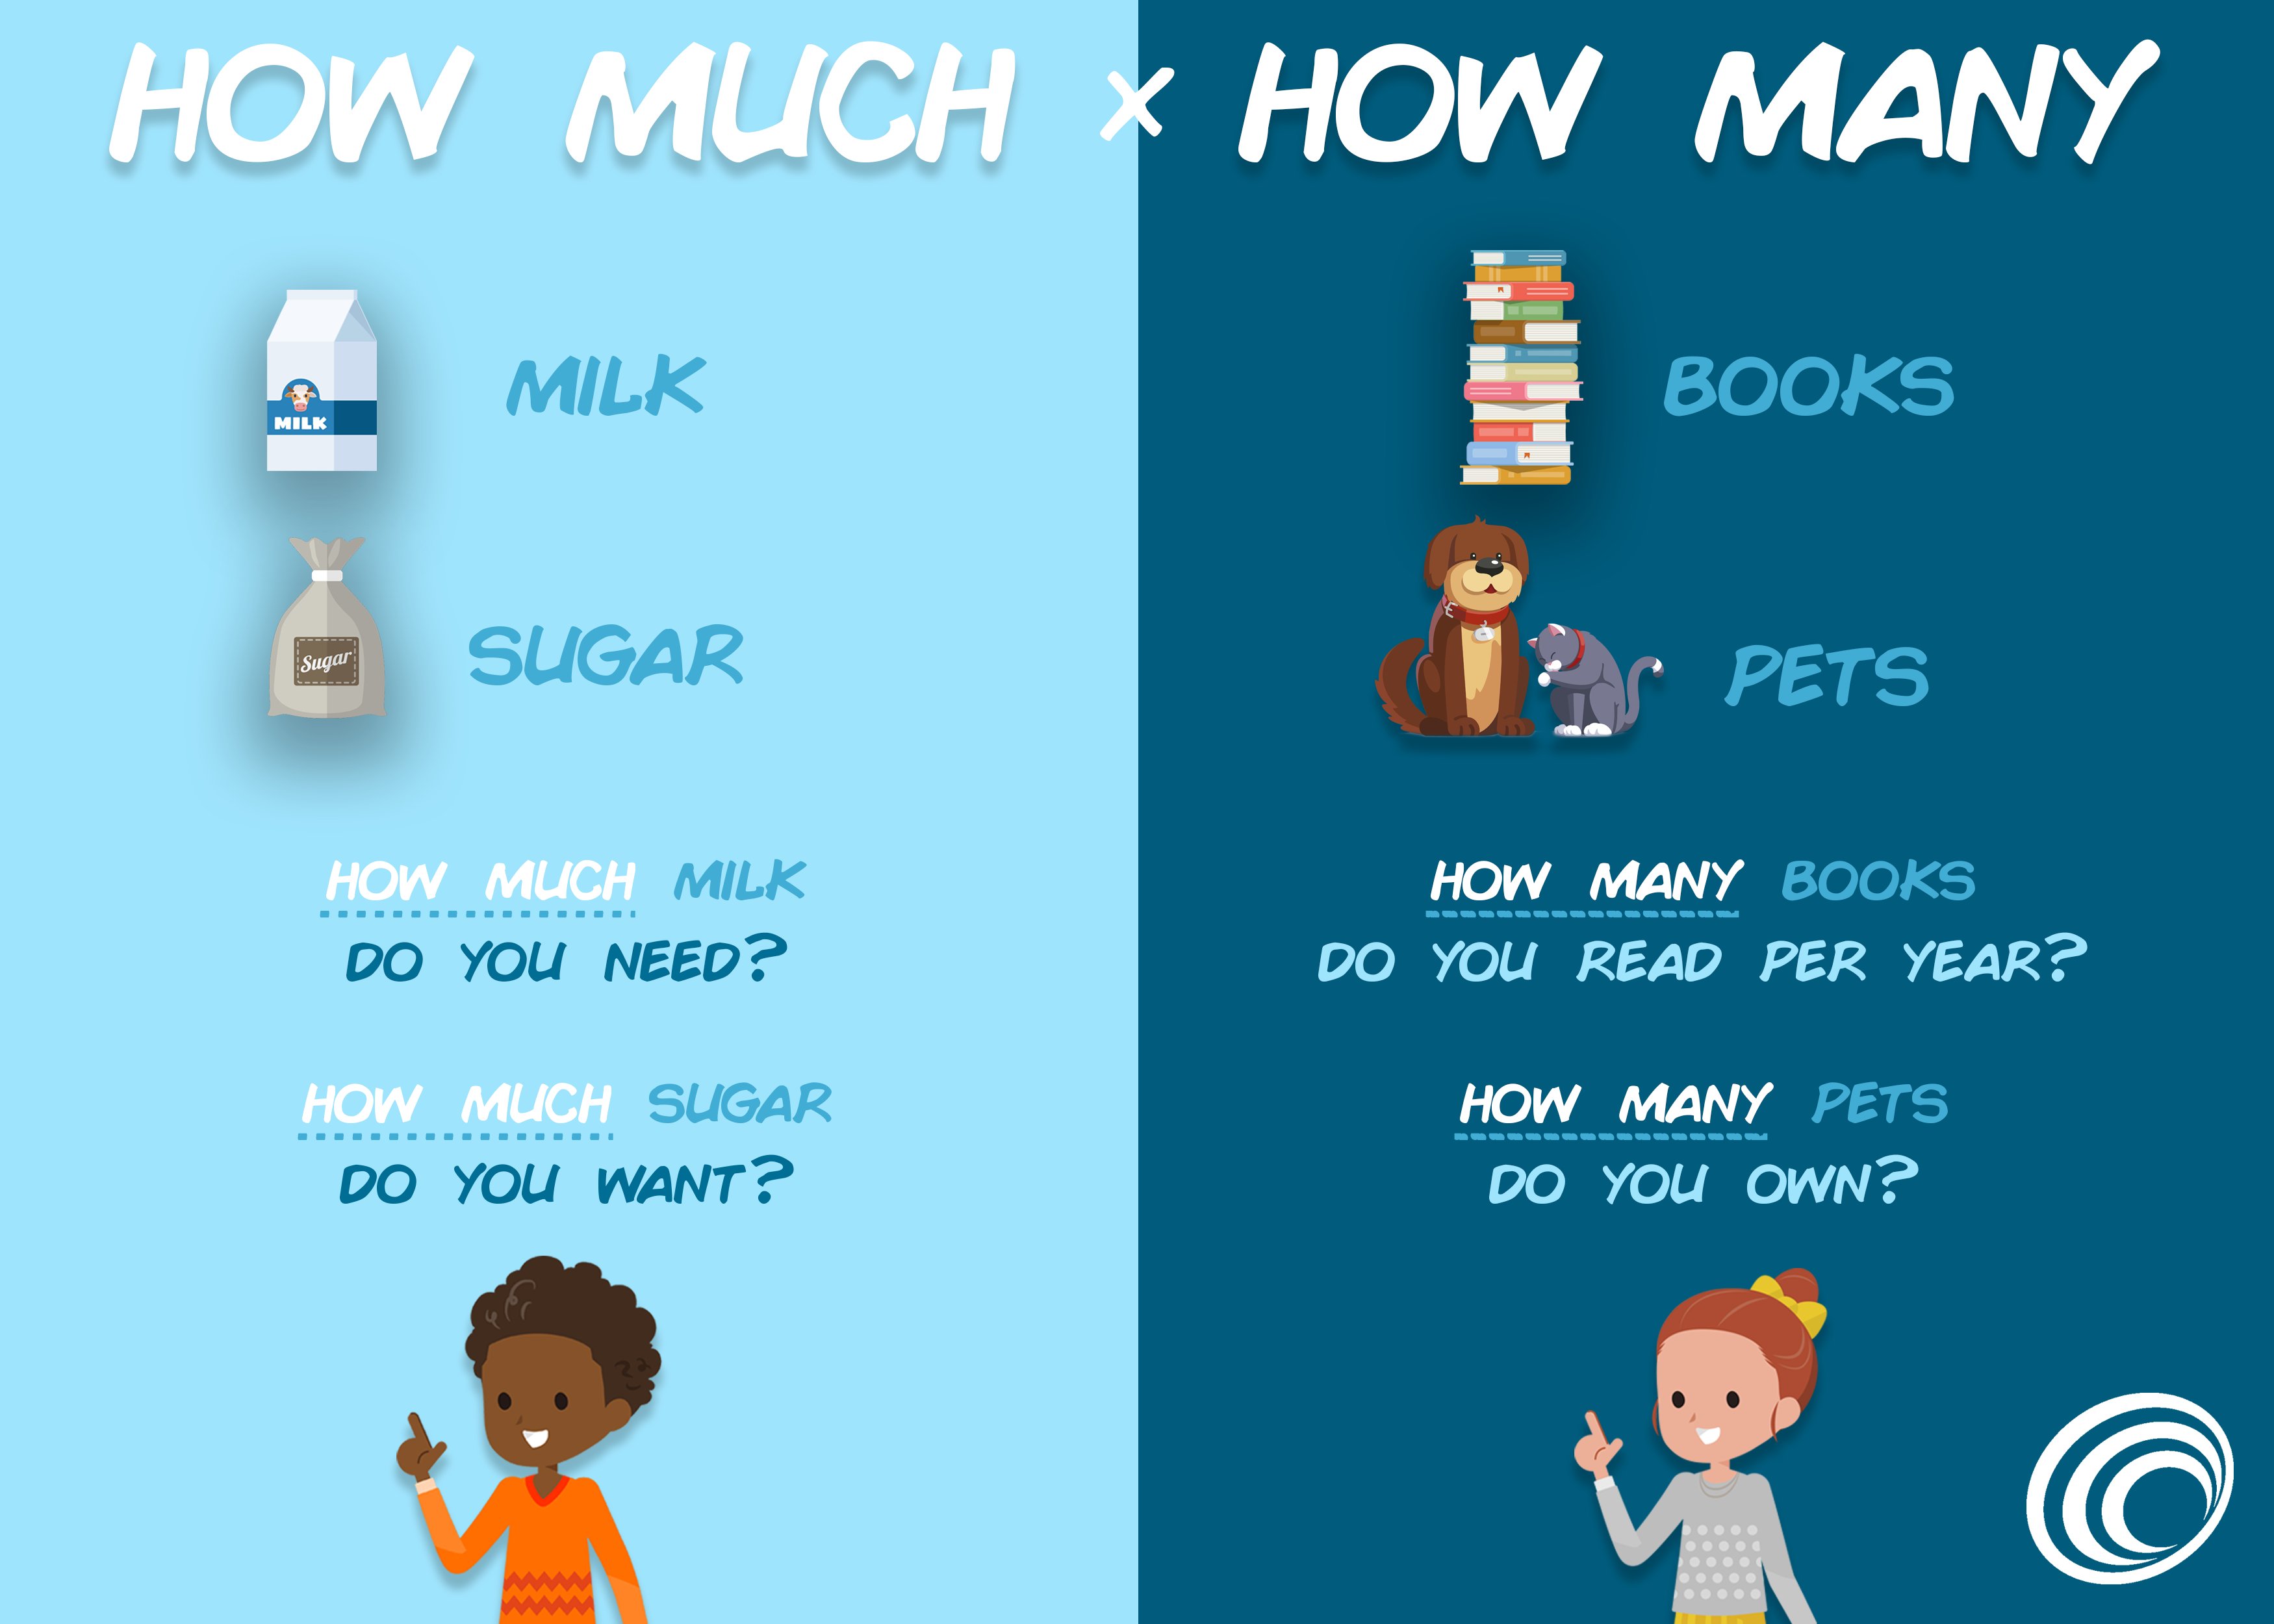 HOW MUCH x HOW MANY
MILK
MILK
Sugar
SUGAR
HOW MUCH MILK
DO YOU NEED?
HOW MUCH SUGAR
DO YOU WANT?
BOOKS
PETS
HOW MANY BOOKS
DO YOU READ PER YEAR?
HOW MANY PETS
DO YOU OWN?